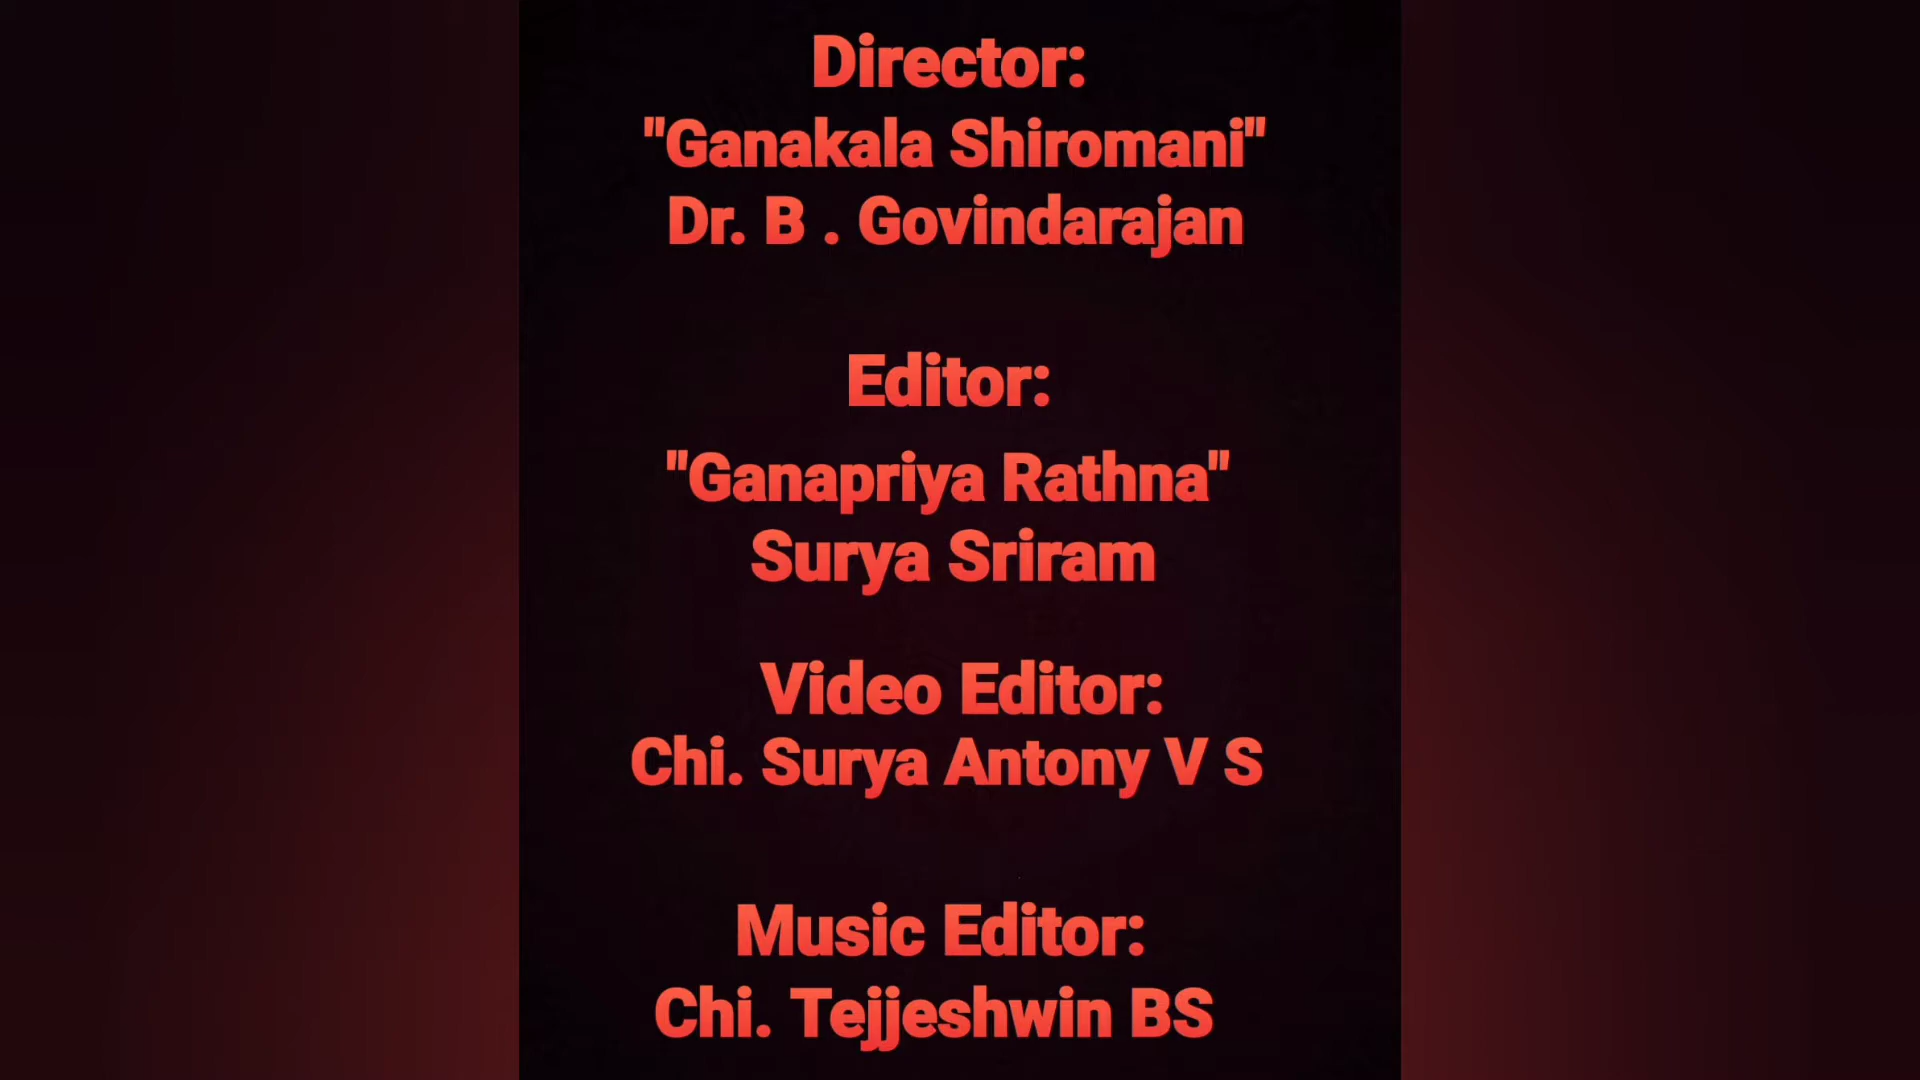 Director:
"Ganakala Shiromani"
Dr. B . Govindarajan
Editor:
"Ganapriya Rathna"
Surya Sriram
Video Editor:
Chi. Surya Antony V S
Music Editor:
Chi. Tejjeshwin BS